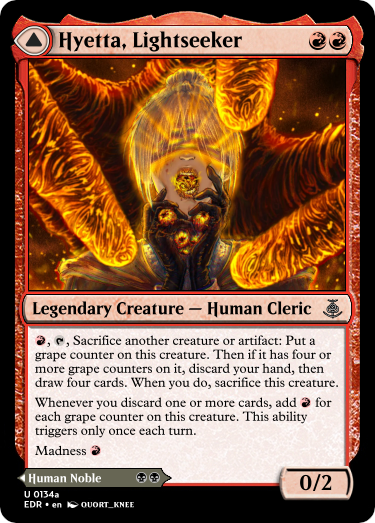 Hyetta, Lightseeker
Legendary Creature — Human Cleric
, , Sacrifice another creature or artifact: Put a
grape counter on this creature. Then if it has four or
more grape counters on it, discard your hand, then
draw four cards. When you do, sacrifice this creature.
Whenever you discard one or more cards, add for
each grape counter on this creature. This ability
triggers only once each turn.
Madness
Human Noble
0/2
U 0134a
EDR • en QUORT_KNEE